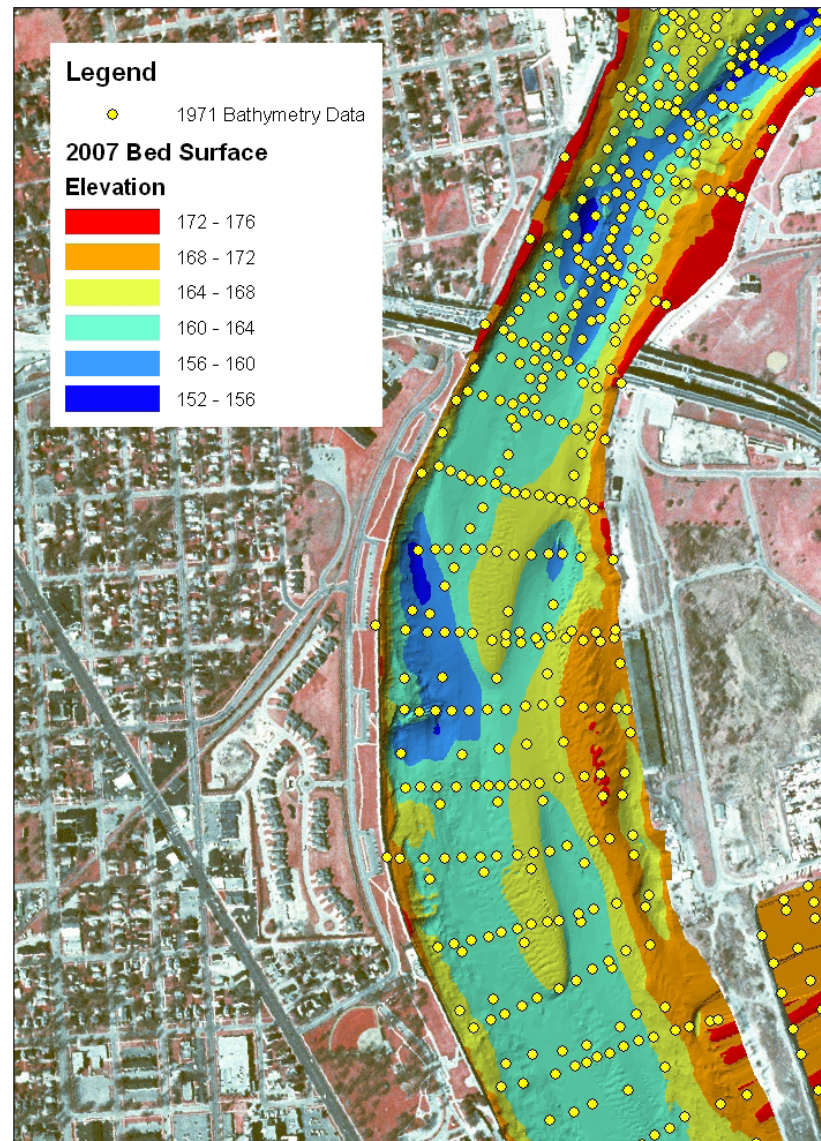 Legend
1971 Bathymetry Data
2007 Bed Surface
Elevation
172 - 176
168 - 172
164 - 168
160 - 164
156 - 160
152 - 156